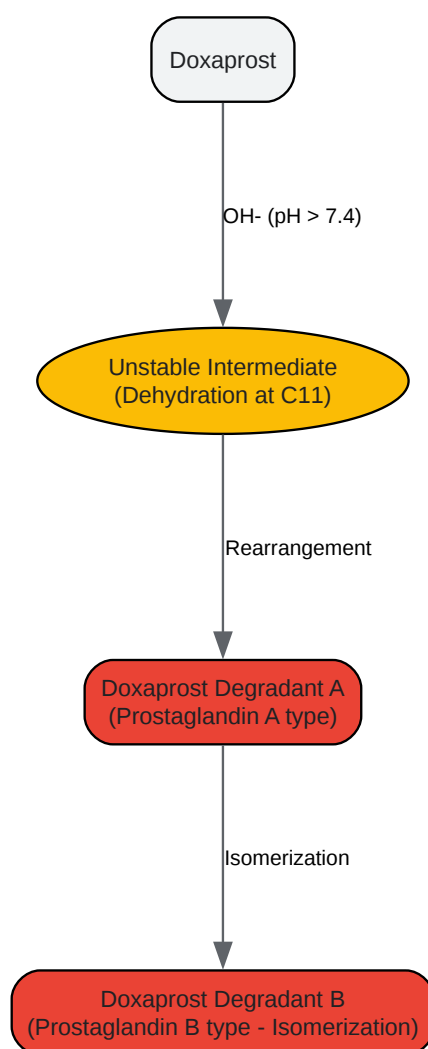 Doxaprost
OH- (pH > 7.4)
Unstable Intermediate
(Dehydration at C11)
Rearrangement
Doxaprost Degradant A
(Prostaglandin A type)
Isomerization
Doxaprost Degradant B
(Prostaglandin B type - Isomerization)